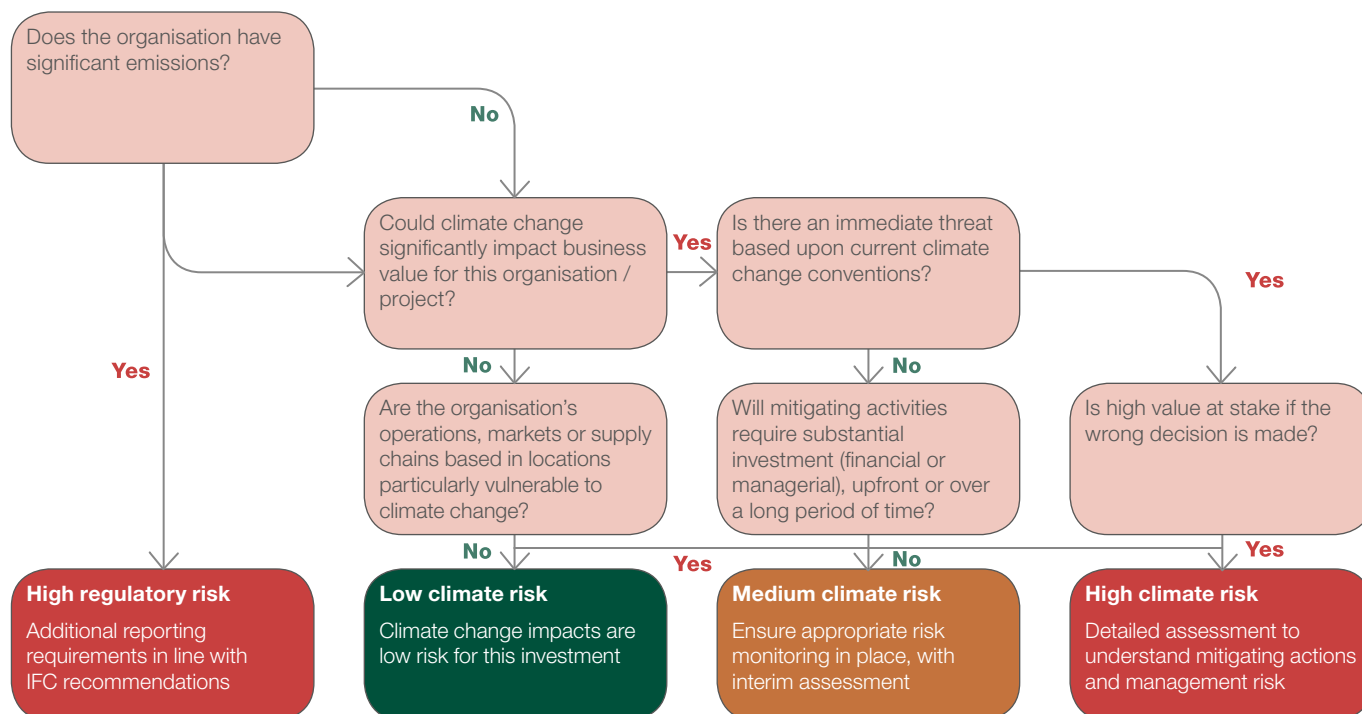 Does the organisation have
significant emissions?
No
Could climate change
significantly impact business
value for this organisation /
project?
Yes
Is there an immediate threat
based upon current climate
change conventions?
Yes
Yes
No
No
Are the organisation's
operations, markets or supply
chains based in locations
particularly vulnerable to
climate change?
Will mitigating activities
require substantial
investment (financial or
managerial), upfront or over
a long period of time?
Is high value at stake if the
wrong decision is made?
No
Yes
No
Yes
High regulatory risk
Additional reporting
requirements in line with
IFC recommendations
Low climate risk
Climate change impacts are
low risk for this investment
Medium climate risk
Ensure appropriate risk
monitoring in place, with
interim assessment
High climate risk
Detailed assessment to
understand mitigating actions
and management risk